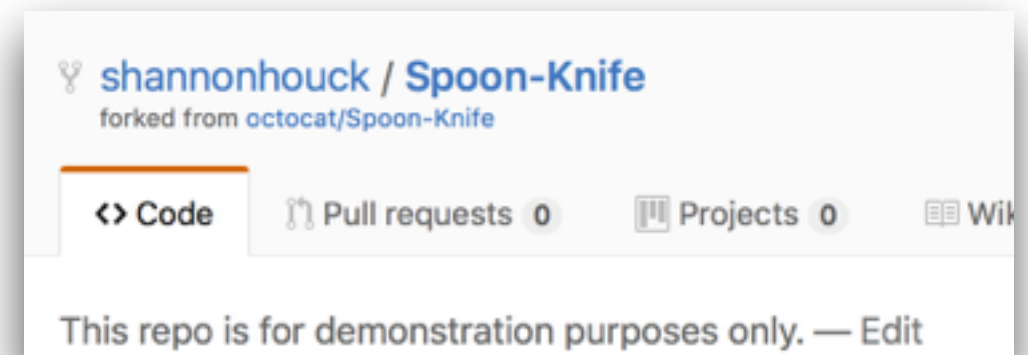 shannonhouck / Spoon-Knife
forked from octocat/Spoon-Knife
<> Code Pull requests 0 Projects 0
This repo is for demonstration purposes only. — Edit